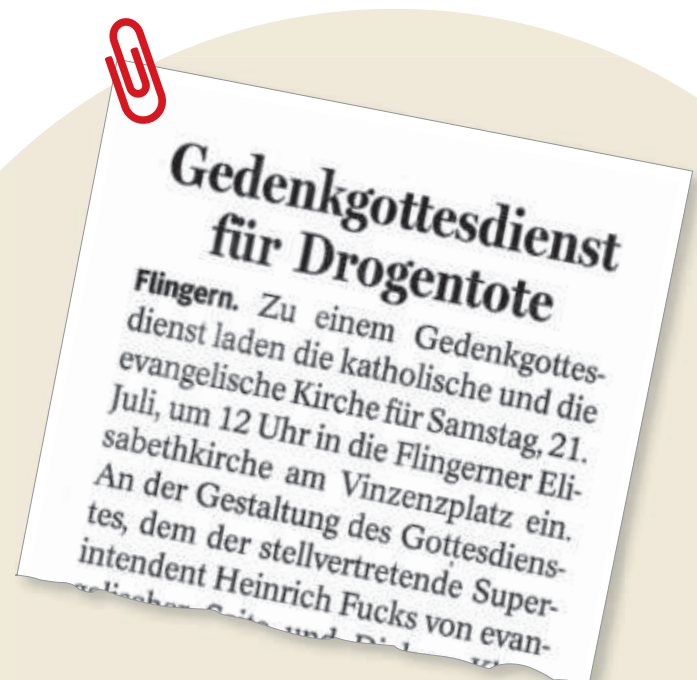 Gedenkgottesdienst
für Drogentote
Flingern. Zu einem Gedenkgottes-
dienst laden die katholische und die
evangelische Kirche für Samstag, 21.
Juli, um 12 Uhr in die Flingerner Eli-
sabethkirche am Vinzenzplatz ein.
An der Gestaltung des Gottesdiens-
tes, dem der stellvertretende Super-
intendent Heinrich Fucks von evan-
Seite und